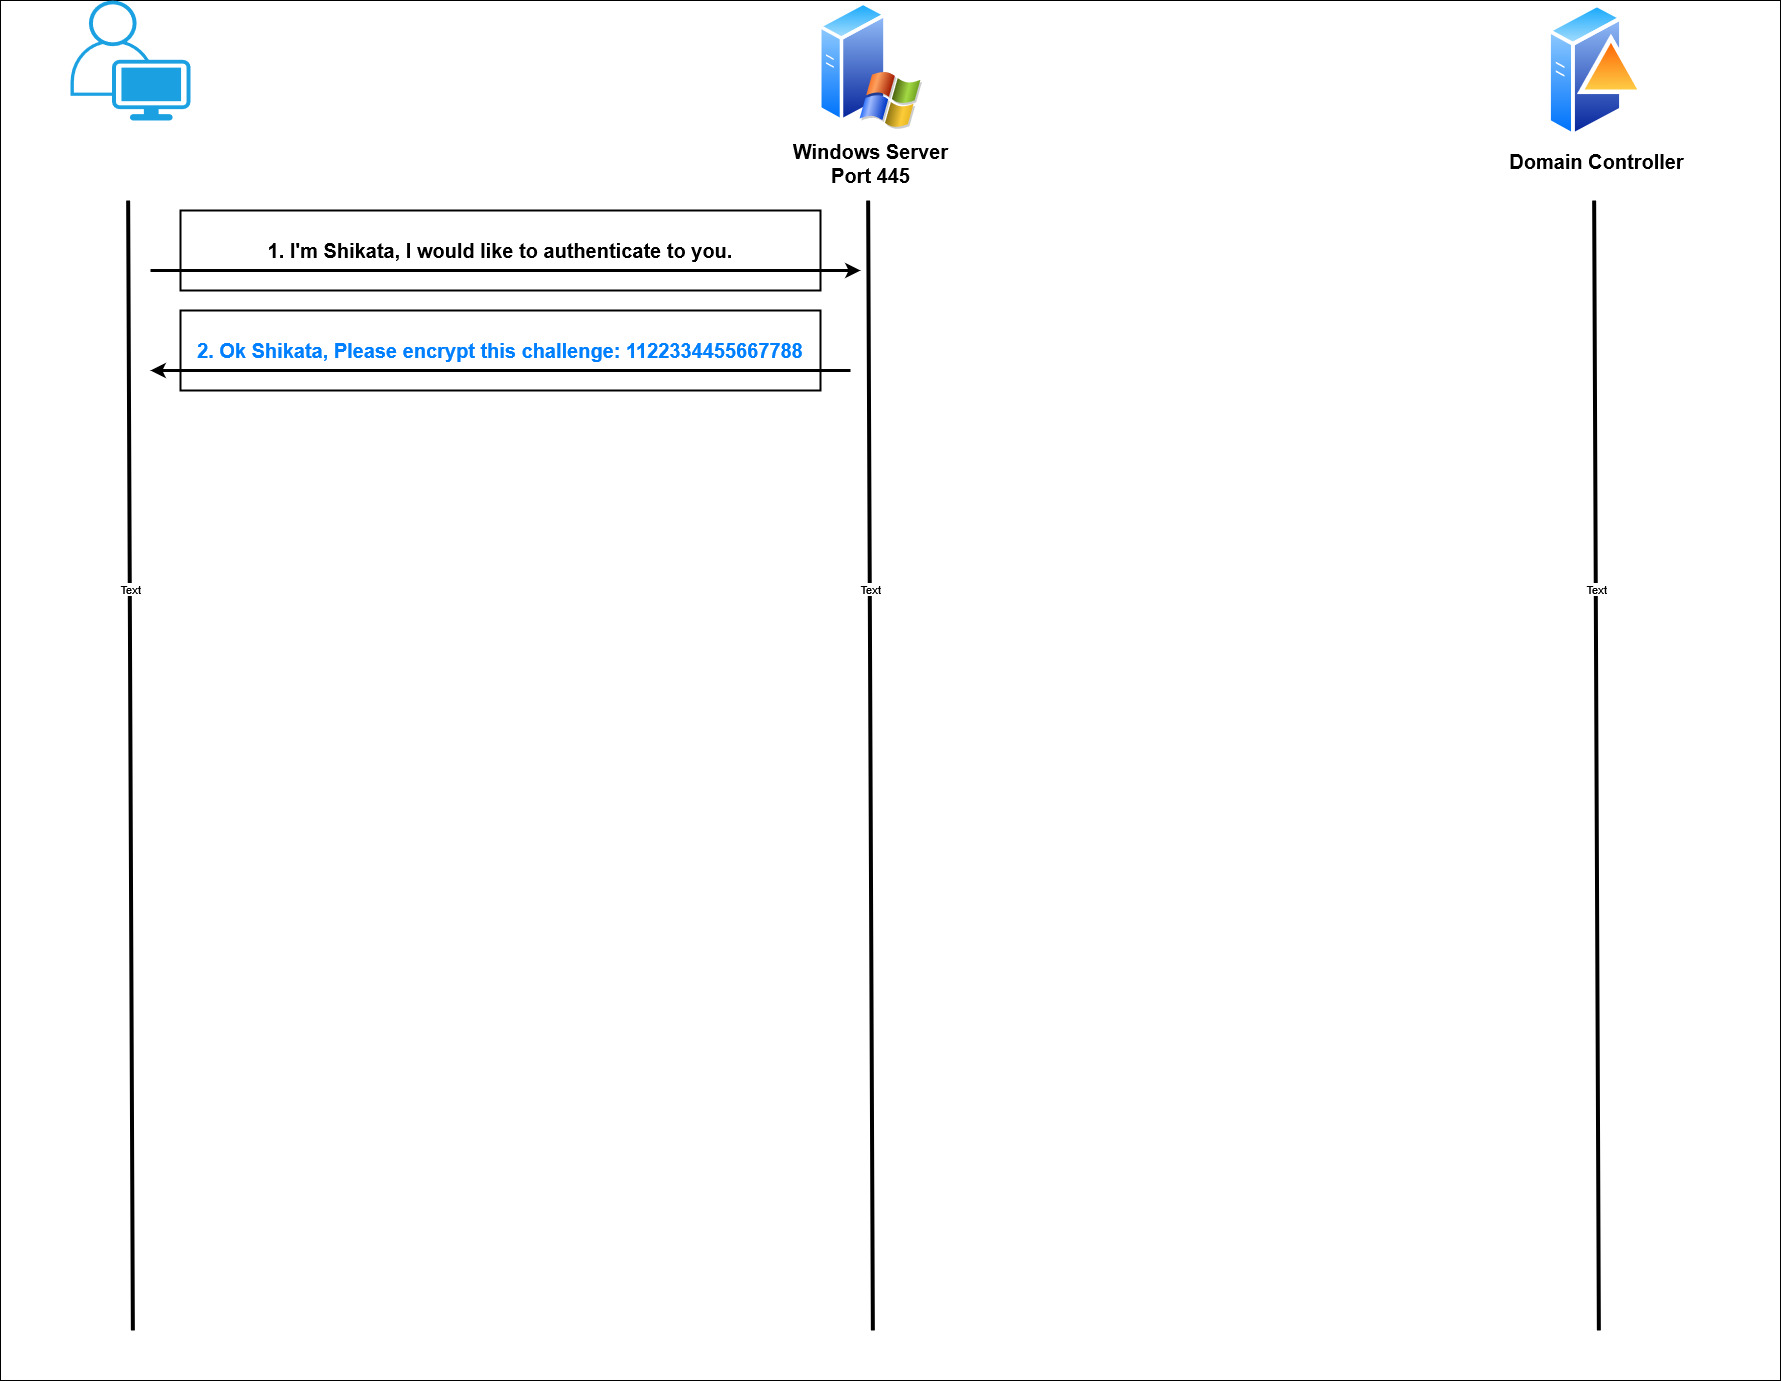 Windows Server
Port 445
Domain Controller
1. I'm Shikata, I would like to authenticate to you.
2. Ok Shikata, Please encrypt this challenge: 1122334455667788
Text
Text
Text